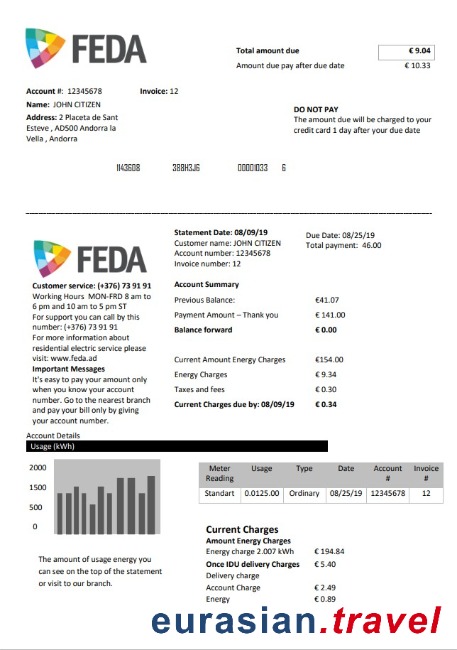 FEDA
Total amount due € 9.04
Amount due pay after due date € 10.33
Account #: 12345678 Invoice: 12
Name: JOHN CITIZEN
Address: 2 Placeta de Sant
Esteve , AD500 Andorra la
Vella , Andorra
DO NOT PAY
The amount due will be charged to your
credit card 1 day after your due date
1143608 388H3J6 00001033 6
FEDA
Customer service: (+376) 73 91 91
Working Hours MON-FRD 8 am to
6 pm and 10 am to 5 pm ST
For support you can call by this
number: (+376) 73 91 91
For more information about
residential electric service please
visit: www.feda.ad
Important Messages
It's easy to pay your amount only
when you know your account
number. Go to the nearest branch
and pay your bill only by giving
your account number.
Statement Date: 08/09/19
Customer name: JOHN CITIZEN
Account number: 12345678
Invoice number: 12
Due Date: 08/25/19
Total payment: 46.00
Account Summary
Previous Balance: €41.07
Payment Amount – Thank you € 141.00
Balance forward € 0.00
Current Amount Energy Charges €154.00
Energy Charges € 9.34
Taxes and fees € 0.30
Current Charges due by: 08/09/19 € 0.34
Account Details
Usage (kWh)
2000
1500
500
0
The amount of usage energy you
can see on the top of the statement
or visit to our branch.
Meter Reading Usage Type Date Account # Invoice #
Standart 0.0125.00 Ordinary 08/25/19 12345678 12
Current Charges
Amount Energy Charges
Energy charge 2.007 kWh € 194.84
Once IDU delivery Charges € 5.40
Delivery charge
Account Charge € 2.49
Energy € 0.89
eurasian.travel